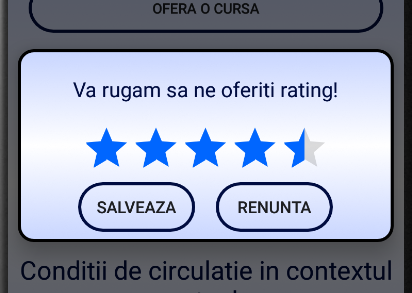 OFERA O CURSA
Va rugam sa ne oferiti rating!
SALVEAZA RENUNTA
Conditii de circulatie in contextul